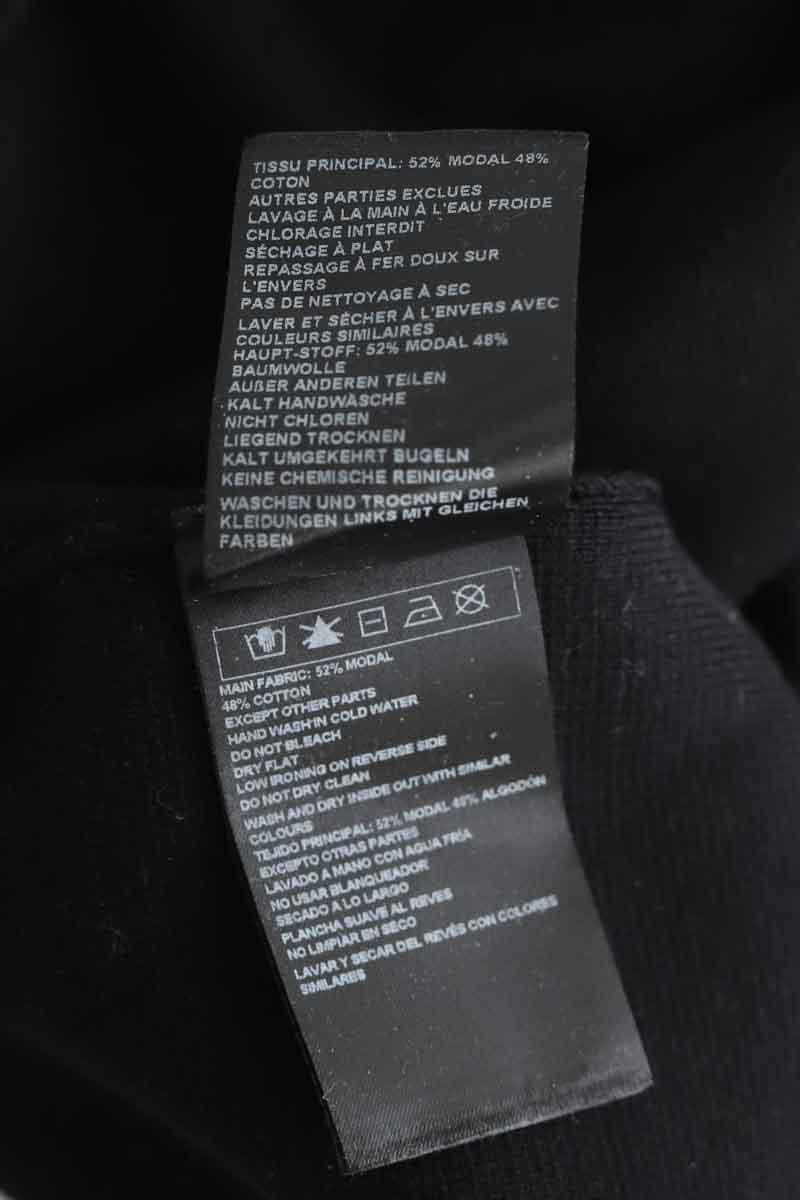 TISSU PRINCIPAL: 52% MODAL 48%
COTON
AUTRES PARTIES EXCLUES
LAVAGE À LA MAIN À L'EAU FROIDE
CHLORAGE INTERDIT
SÉCHAGE À PLAT
REPASSAGE À FER DOUX SUR
L'ENVERS
PAS DE NETTOYAGE À SEC
LAVER ET SÉCHER À L'ENVERS AVEC
COULEURS SIMILAIRES
HAUPT-STOFF: 52% MODAL 48%
BAUMWOLLE
AUßER ANDEREN TEILEN
KALT HANDWÄSCHE
NICHT CHLOREN
LIEGEND TROCKNEN
KALT UMGEKEHRT BÜGELN
KEINE CHEMISCHE REINIGUNG
WASCHEN UND TROCKNEN DIE
KLEIDUNGEN LINKS MIT GLEICHEN
FARBEN
MAIN FABRIC: 52% MODAL
48% COTTON
EXCEPT OTHER PARTS
HAND WASH IN COLD WATER
DO NOT BLEACH
DRY FLAT
LOW IRONING ON REVERSE SIDE
DO NOT DRY CLEAN
WASH AND DRY INSIDE OUT WITH SIMILAR
COLOURS
TEJIDO PRINCIPAL: 52% MODAL 48% ALGODÓN
EXCEPTO OTRAS PARTES
LAVADO A MANO CON AGUA FRÍA
NO USAR BLANQUEADOR
SECADO A LO LARGO
PLANCHA SUAVE AL REVES
NO LIMPIAR EN SECO
LAVAR Y SECAR DEL REVÉS CON COLORES
SIMILARES